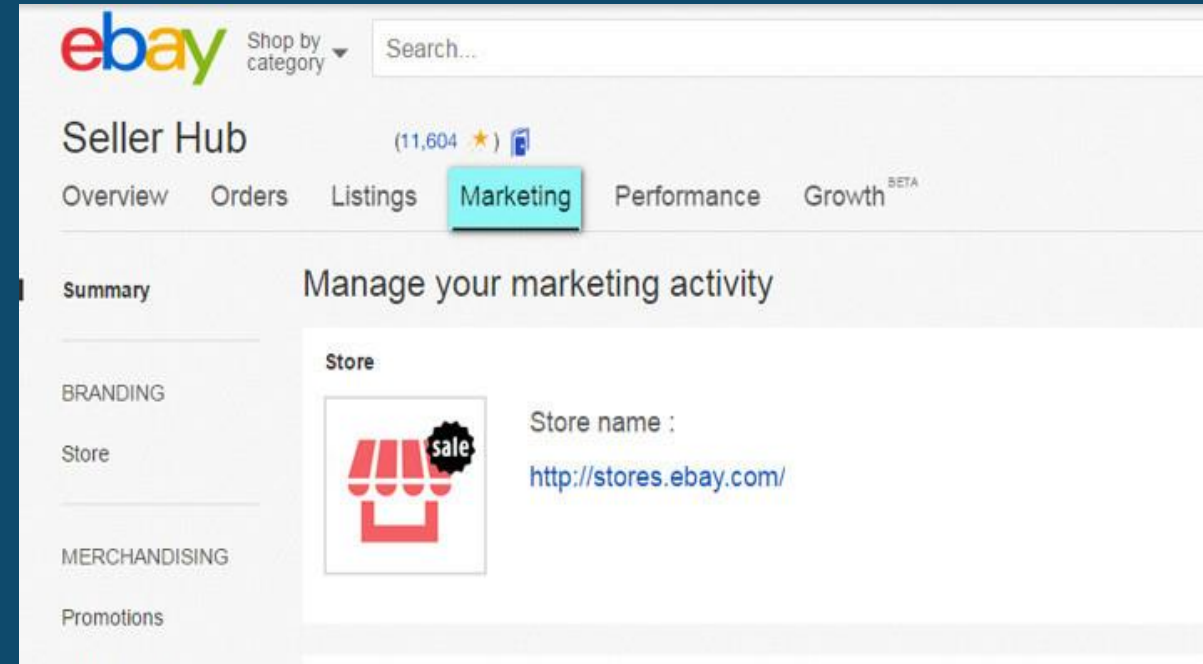 ebay
Shop by
category
Search...
Seller Hub
(11,604 ★)
Overview Orders Listings Marketing Performance Growth BETA
Summary
Manage your marketing activity
Store
BRANDING
sale
Store name :
Store
http://stores.ebay.com/
MERCHANDISING
Promotions